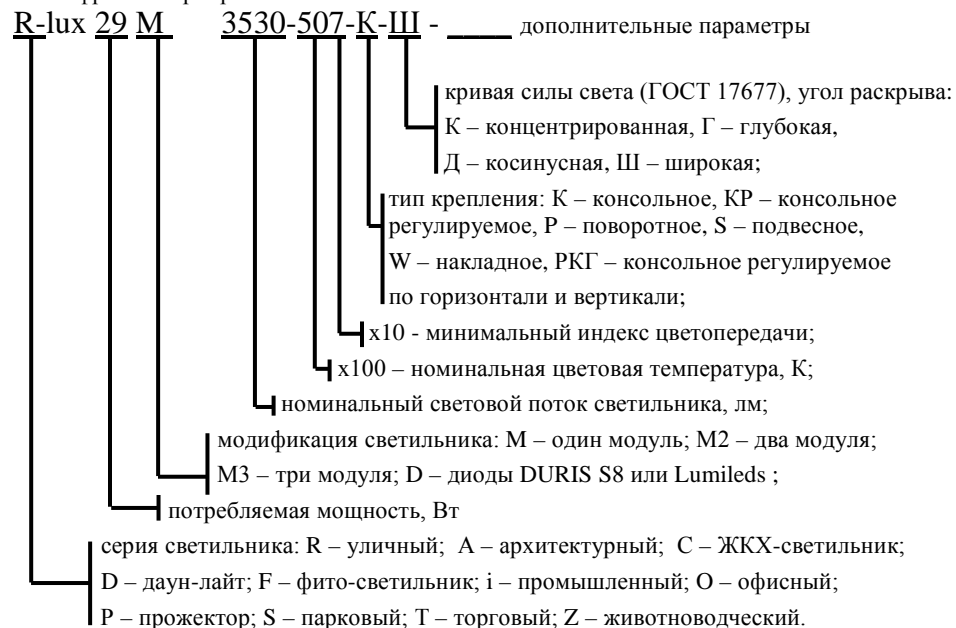 R-lux 29 M 3530-507-К-Ш - _____ дополнительные параметры
кривая силы света (ГОСТ 17677), угол раскрыва:
К – концентрированная, Г – глубокая,
Д – косинусная, Ш – широкая;
тип крепления: К – консольное, КР – консольное
регулируемое, Р – поворотное, S – подвесное,
W – накладное, РКГ – консольное регулируемое
по горизонтали и вертикали;
x10 - минимальный индекс цветопередачи;
x100 – номинальная цветовая температура, К;
номинальный световой поток светильника, лм;
модификация светильника: М – один модуль; М2 – два модуля;
М3 – три модуля; D – диоды DURIS S8 или Lumileds ;
потребляемая мощность, Вт
серия светильника: R – уличный; А – архитектурный; С – ЖКХ-светильник;
D – даун-лайт; F – фито-светильник; i – промышленный; О – офисный;
Р – прожектор; S – парковый; Т – торговый; Z – животноводческий.